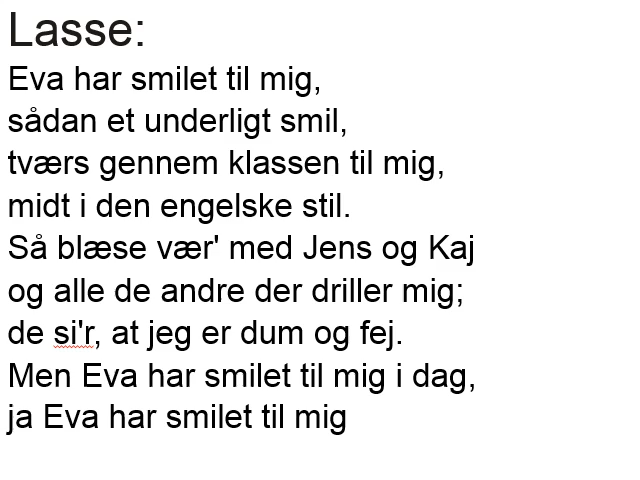 Lasse:
Eva har smilet til mig,
sådan et underligt smil,
tværs gennem klassen til mig,
midt i den engelske stil.
Så blæse vær' med Jens og Kaj
og alle de andre der driller mig;
de si'r, at jeg er dum og fej.
Men Eva har smilet til mig i dag,
ja Eva har smilet til mig